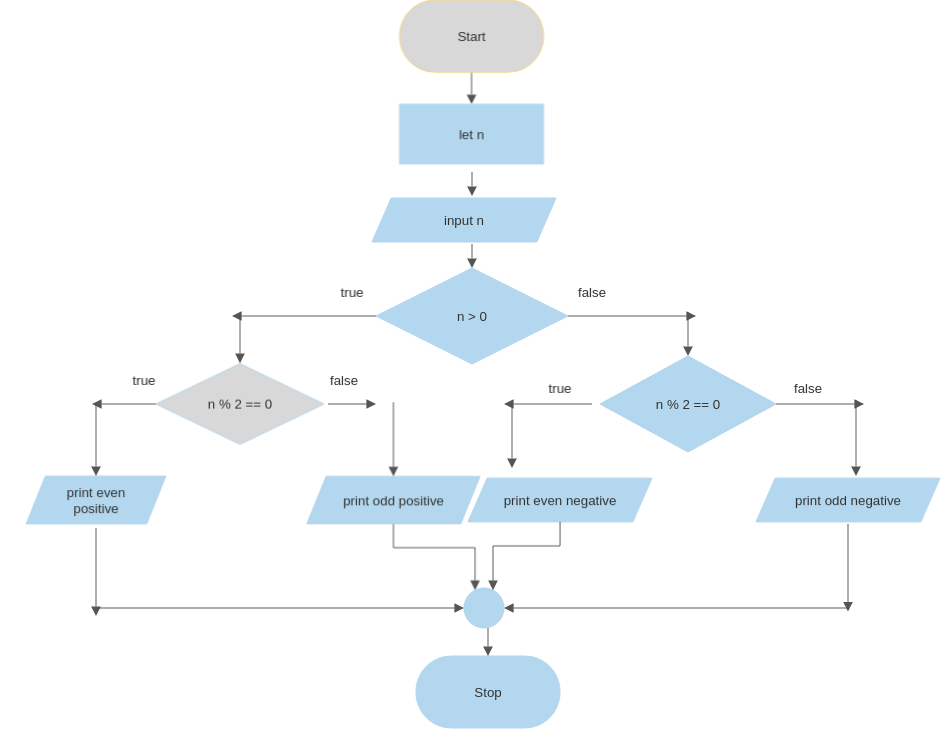 Start
let n
input n
true
false
n > 0
true
false
true
false
n % 2 == 0
n % 2 == 0
print even
positive
print odd positive
print even negative
print odd negative
Stop